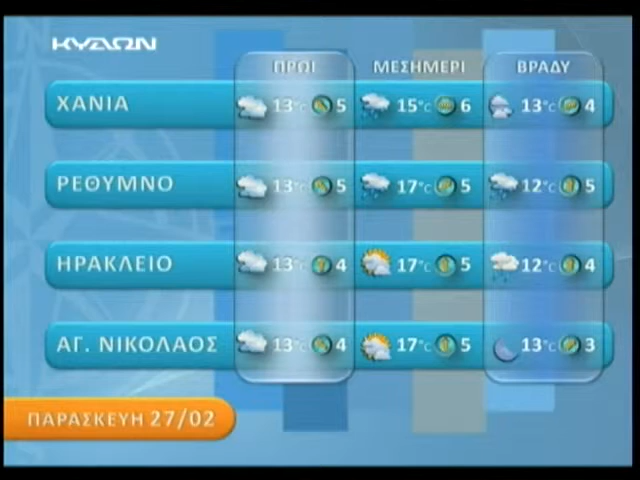 ΚΥΔΩΝ
ΠΡΩΙ ΜΕΣΗΜΕΡΙ ΒΡΑΔΥ
ΧΑΝΙΑ 13°C 5 15°C 6 13°C 4
ΡΕΘΥΜΝΟ 13°C 5 17°C 5 12°C 5
ΗΡΑΚΛΕΙΟ 13°C 4 17°C 5 12°C 4
ΑΓ. ΝΙΚΟΛΑΟΣ 13°C 4 17°C 5 13°C 3
ΠΑΡΑΣΚΕΥΗ 27/02